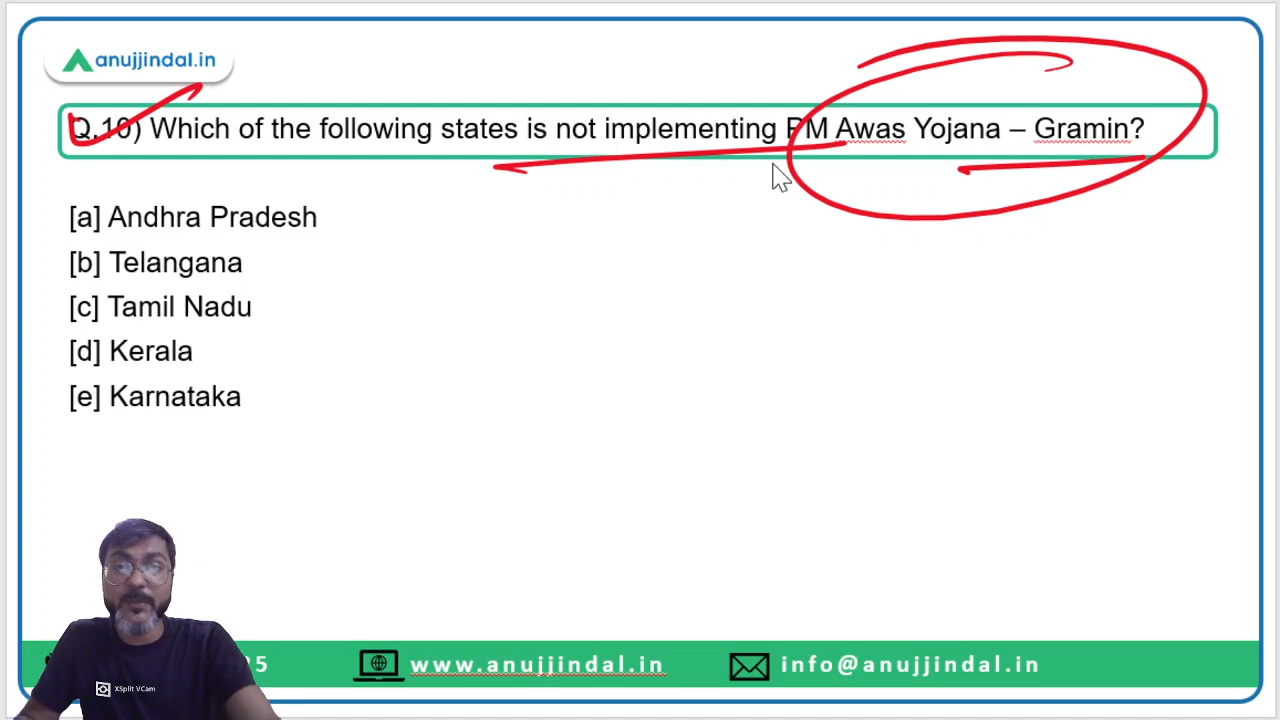 anujjindal.in
Q.10) Which of the following states is not implementing PM Awas Yojana – Gramin?
[a] Andhra Pradesh
[b] Telangana
[c] Tamil Nadu
[d] Kerala
[e] Karnataka
5 www.anujjindal.in info@anujjindal.in
XSplit VCam